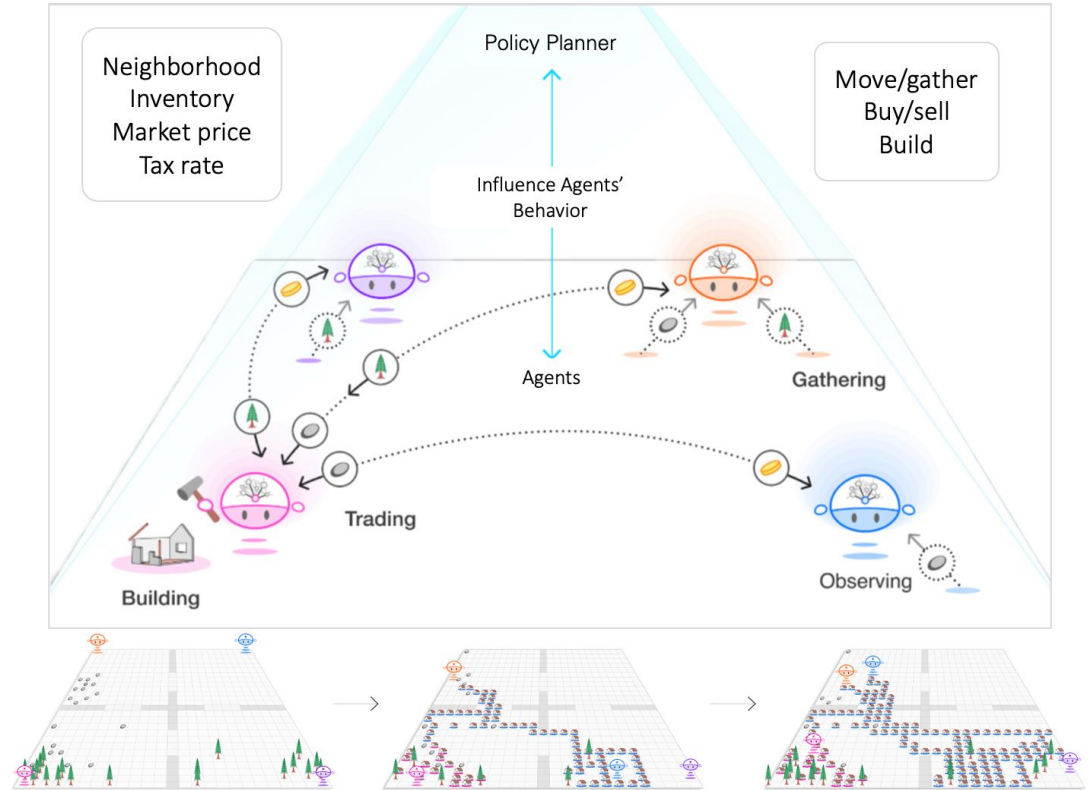 Neighborhood
Inventory
Market price
Tax rate
Policy Planner
Move/gather
Buy/sell
Build
Influence Agents'
Behavior
Agents
Gathering
Trading
Observing
Building